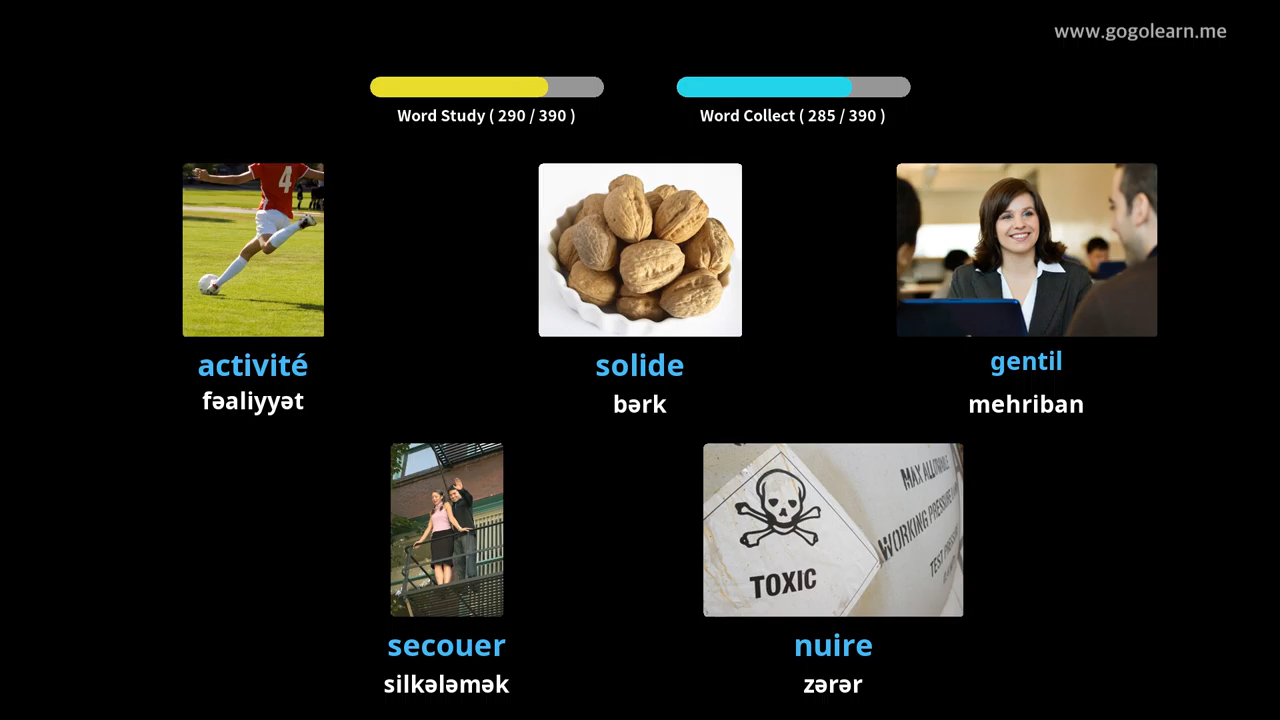 www.gogolearn.me
Word Study ( 290 / 390 )
Word Collect ( 285 / 390 )
4
activité
fəaliyyət
solide
bərk
gentil
mehriban
TOXIC
MAX ALLOWABLE
WORKING PRESSURE
TEST PRESSURE
secouer
silkələmək
nuire
zərər